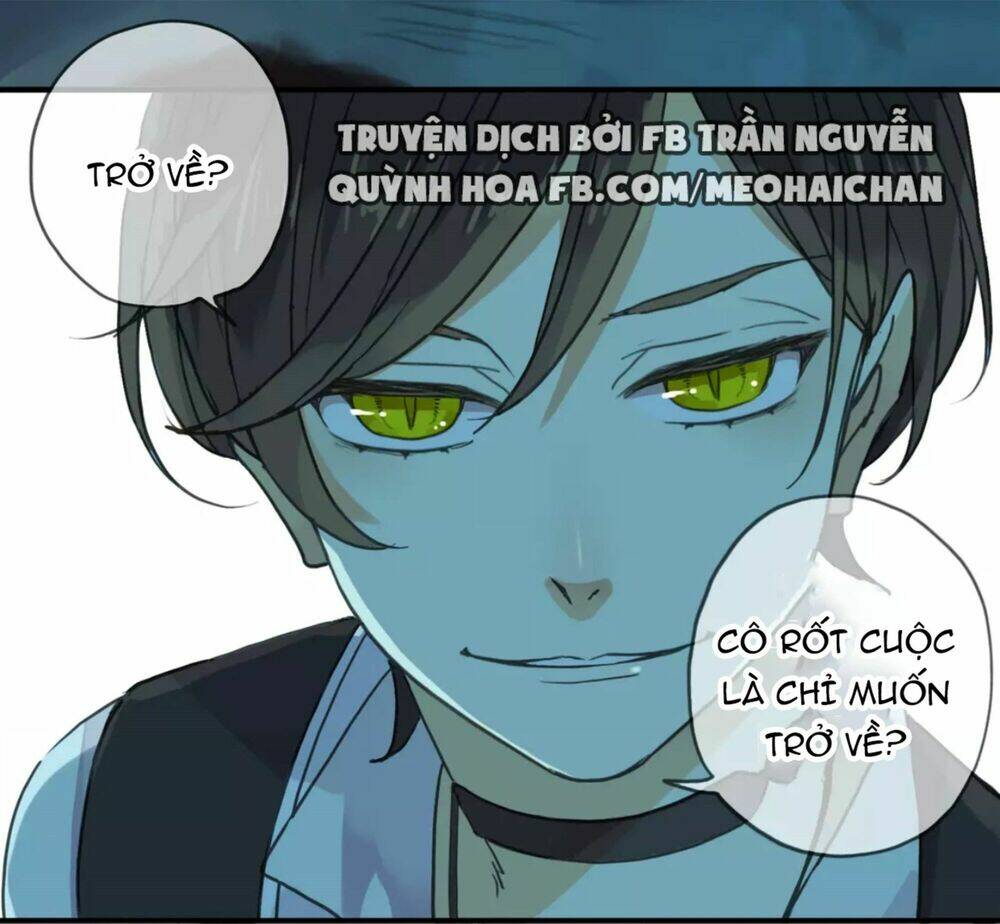 TRỞ VỀ?
TRUYỆN DỊCH BỞI FB TRẦN NGUYỄN
QUỲNH HOA FB.COM/MEOHAICHAN
CÔ RỐT CUỘC
LÀ CHỈ MUỐN
TRỞ VỀ?